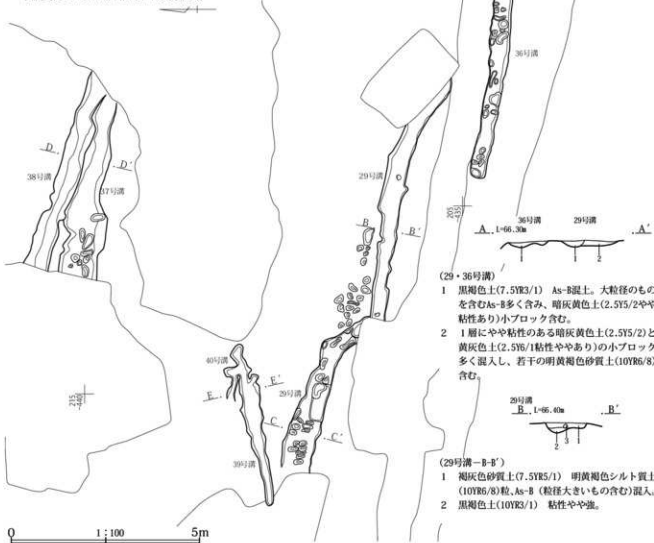 36号溝
D
D´
38号溝
37号溝
29号溝
B
B´
205
-435
36号溝 29号溝
A L=66.30m A´
1 1 2
(29・36号溝)
1 黒褐色土(7.5YR3/1) As-B混土。大粒径のもの
を含むAs-B多く含み、暗灰黄色土(2.5Y5/2やや
粘性あり)小ブロック含む。
2 1層にやや粘性のある暗灰黄色土(2.5Y5/2)と
黄灰色土(2.5Y6/1粘性ややあり)の小ブロック
多く混入し、若干の明黄褐色砂質土(10YR6/8)
含む。
40号溝
E
E´
29号溝
C
C´
39号溝
215
-440
29号溝
B L=66.40m B´
2 3 1
(29号溝－B-B´)
1 褐灰色砂質土(7.5YR5/1) 明黄褐色シルト質土
(10YR6/8)粒、As-B（粒径大きいもの含む)混入。
2 黒褐色土(10YR3/1) 粘性やや強。
0 1：100 5m